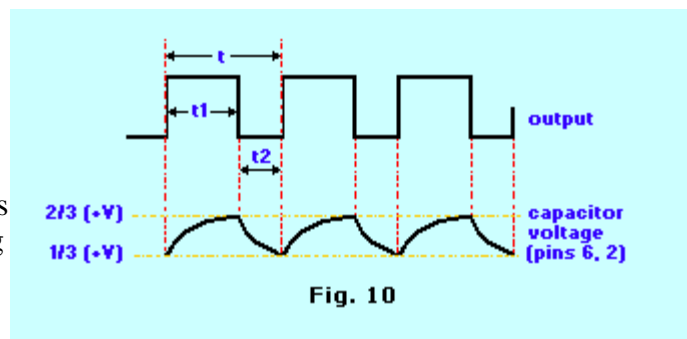 t
t1
output
t2
s
2/3 (+V)
capacitor
voltage
g
1/3 (+V)
(pins 6, 2)
Fig. 10